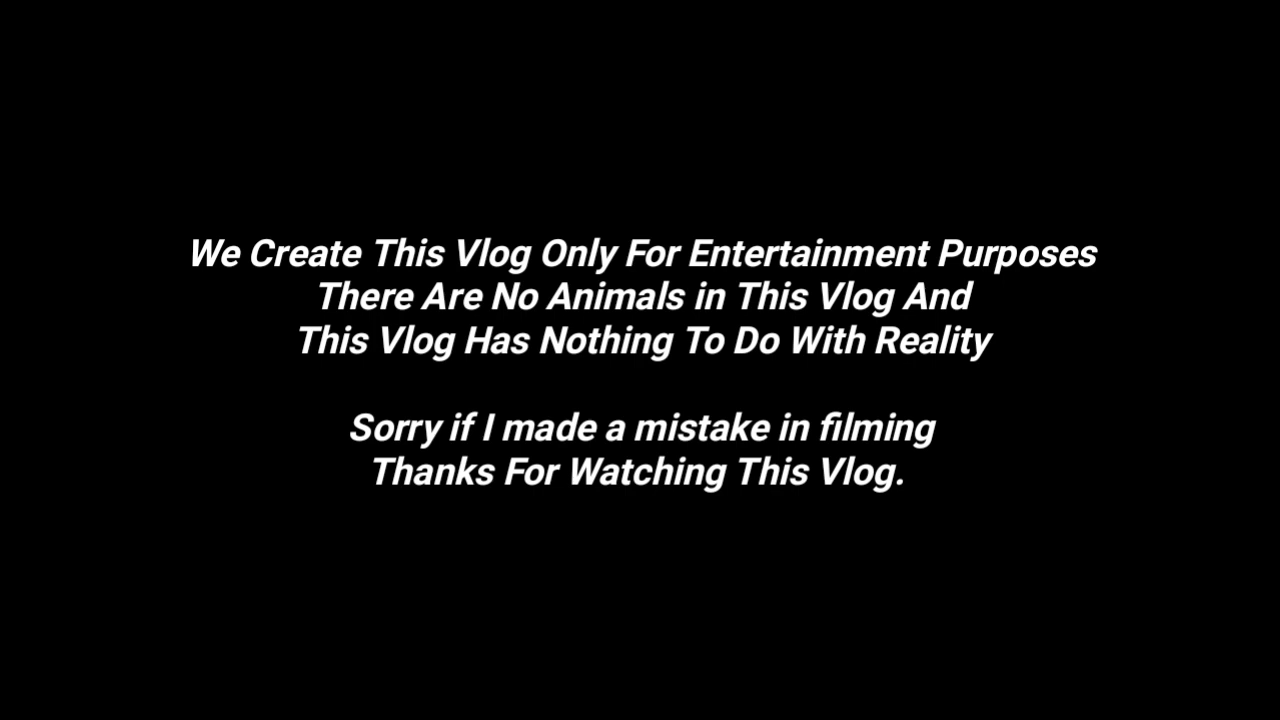 We Create This Vlog Only For Entertainment Purposes
There Are No Animals in This Vlog And
This Vlog Has Nothing To Do With Reality
Sorry if I made a mistake in filming
Thanks For Watching This Vlog.